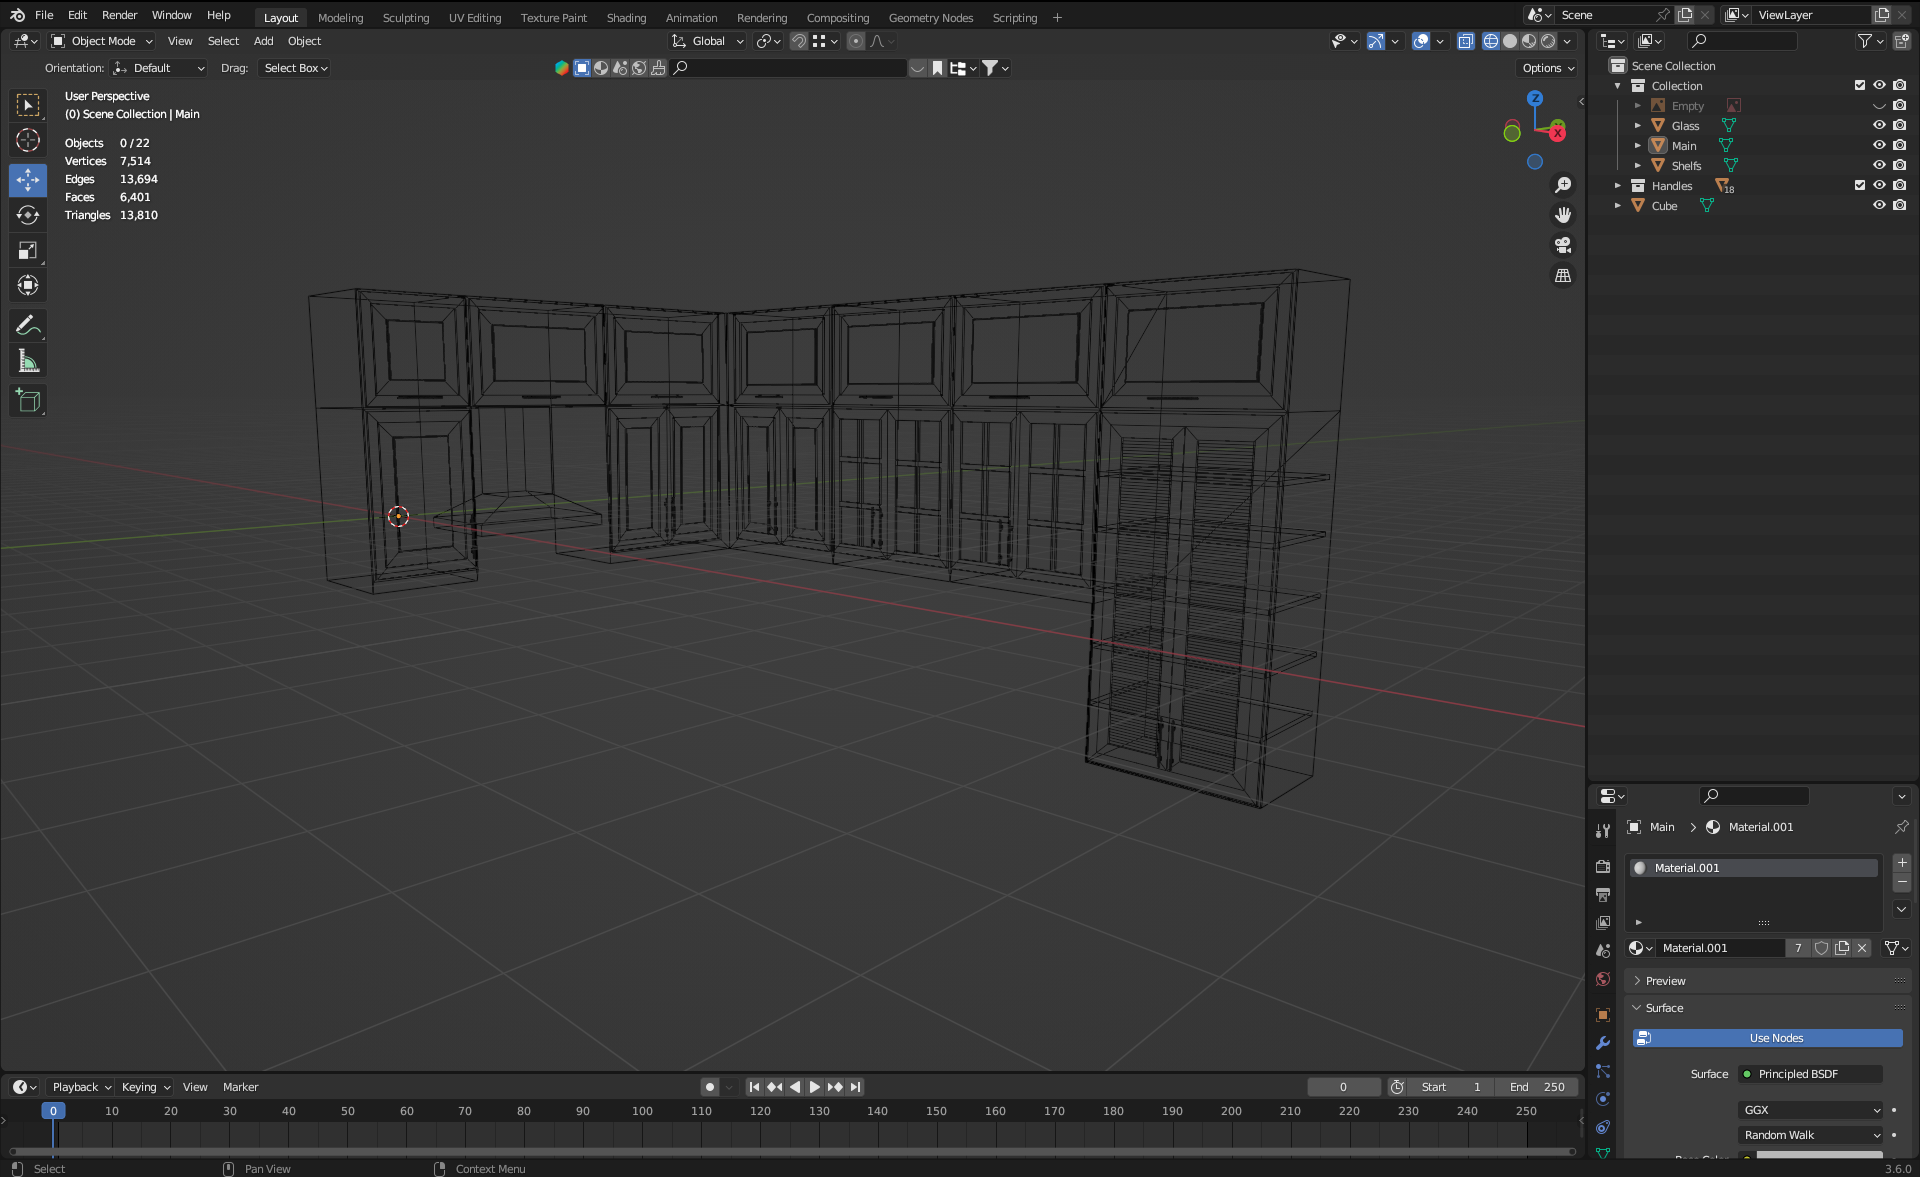 File Edit Render Window Help Layout Modeling Sculpting UV Editing Texture Paint Shading Animation Rendering Compositing Geometry Nodes Scripting + Scene ViewLayer
Object Mode View Select Add Object Global
Orientation: Default Drag: Select Box Options
User Perspective
(0) Scene Collection | Main
Objects 0 / 22
Vertices 7,514
Edges 13,694
Faces 6,401
Triangles 13,810
Z
X
Scene Collection
Collection
Empty
Glass
Main
Shelfs
Handles 18
Cube
Main > Material.001
Material.001
Material.001 7
Preview
Surface
Use Nodes
Surface Principled BSDF
GGX
Random Walk
Base Color
Playback Keying View Marker 0 Start 1 End 250
0 10 20 30 40 50 60 70 80 90 100 110 120 130 140 150 160 170 180 190 200 210 220 230 240 250
Select Pan View Context Menu 3.6.0